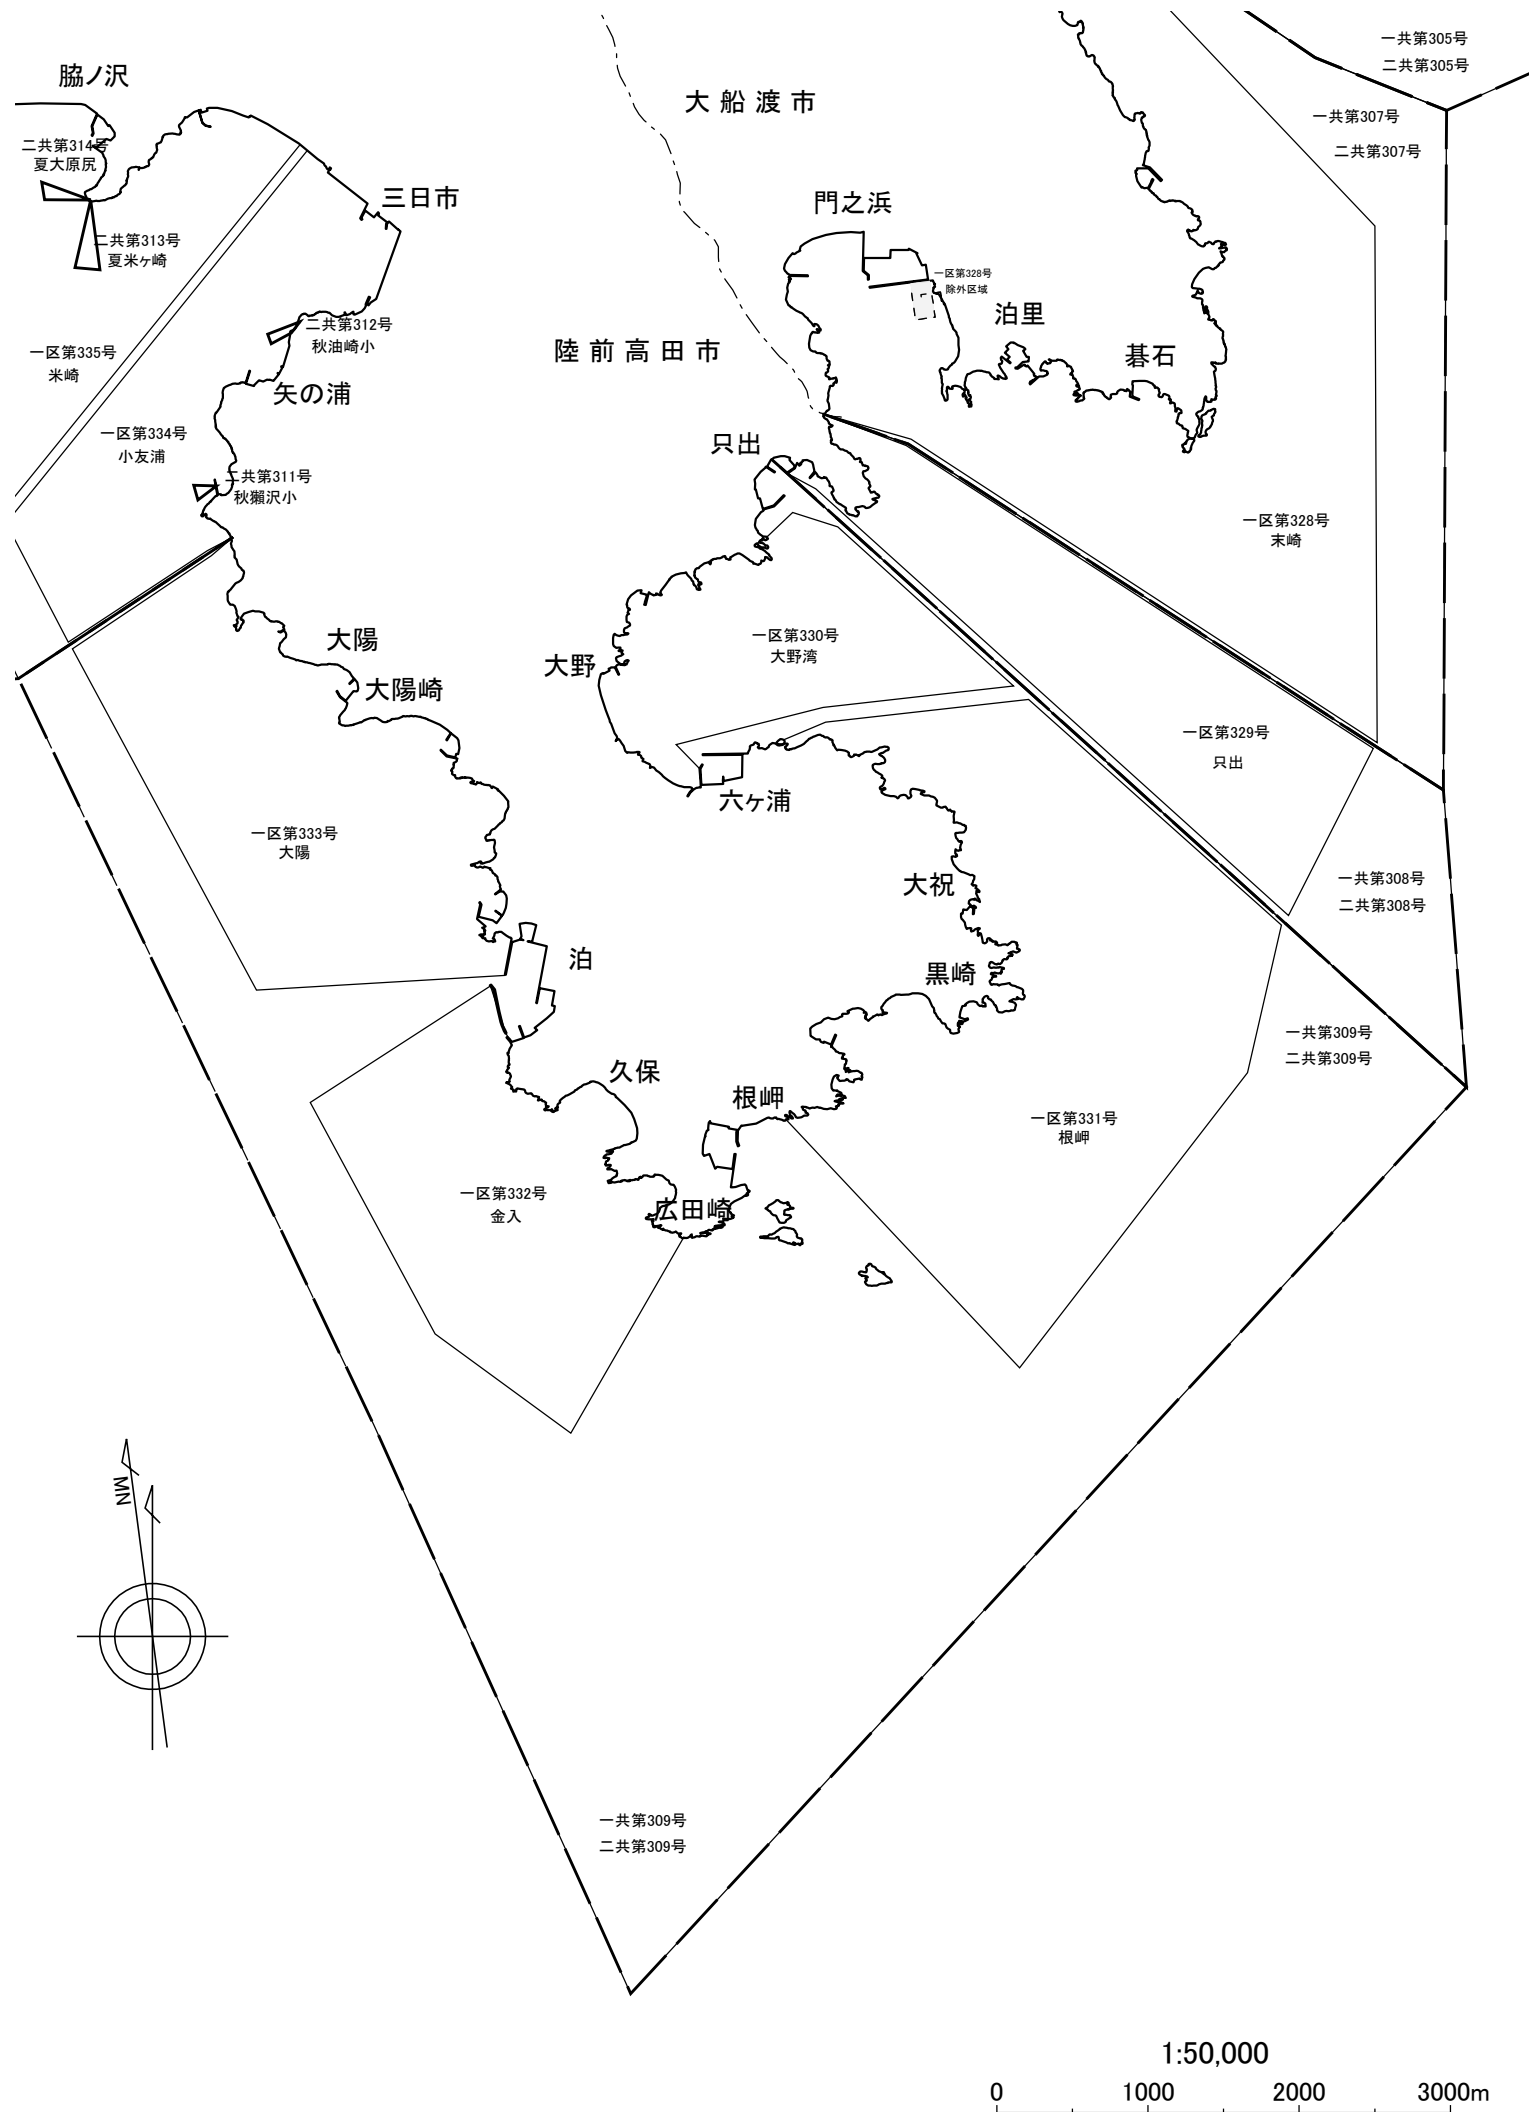 一共第305号
二共第305号
脇ノ沢
大船渡市
一共第307号
二共第307号
二共第314号
夏大原尻
三日市
門之浜
二共第313号
夏米ヶ崎
一区第328号
除外区域
泊里
二共第312号
秋油崎小
一区第335号
米崎
陸前高田市
碁石
矢の浦
一区第334号
小友浦
只出
二共第311号
秋獺沢小
一区第328号
末崎
大陽
一区第330号
大野湾
大野
大陽崎
一区第329号
只出
六ヶ浦
一区第333号
大陽
大祝
一共第308号
二共第308号
泊
黒崎
一共第309号
二共第309号
久保
根岬
一区第331号
根岬
一区第332号
金入
広田崎
MN
一共第309号
二共第309号
1:50,000
0 1000 2000 3000m